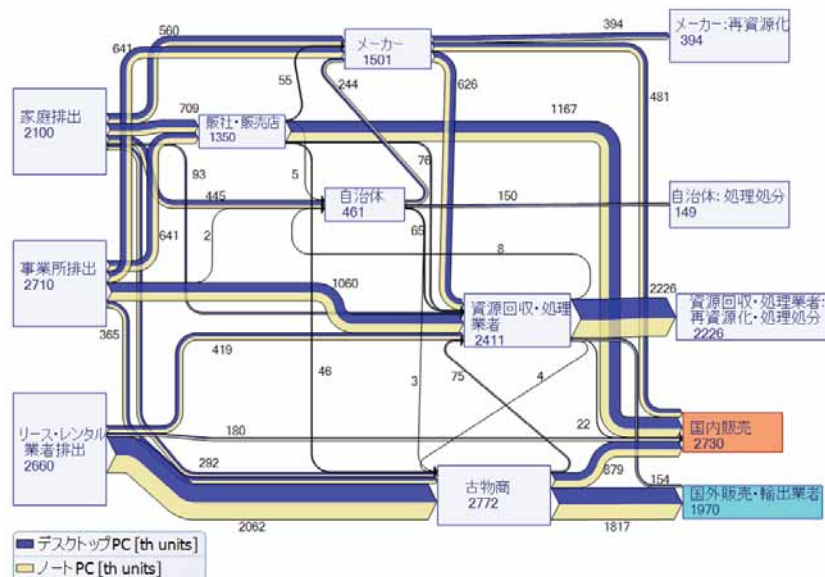 560
641
メーカー
1501
394
メーカー:再資源化
394
55
244
626
481
家庭排出
2100
709
販社・販売店
1350
1167
93
445
5
76
自治体
461
150
自治体:処理処分
149
2
641
65
8
事業所排出
2710
1060
365
419
資源回収・処理
業者
2411
2226
資源回収・処理業者:
再資源化・処理処分
2226
46
3
75
4
22
リース・レンタル
業者排出
2660
180
292
国内販売
2730
古物商
2772
879
154
国外販売・輸出業者
1970
2062
1817
デスクトップPC [th units]
ノートPC [th units]